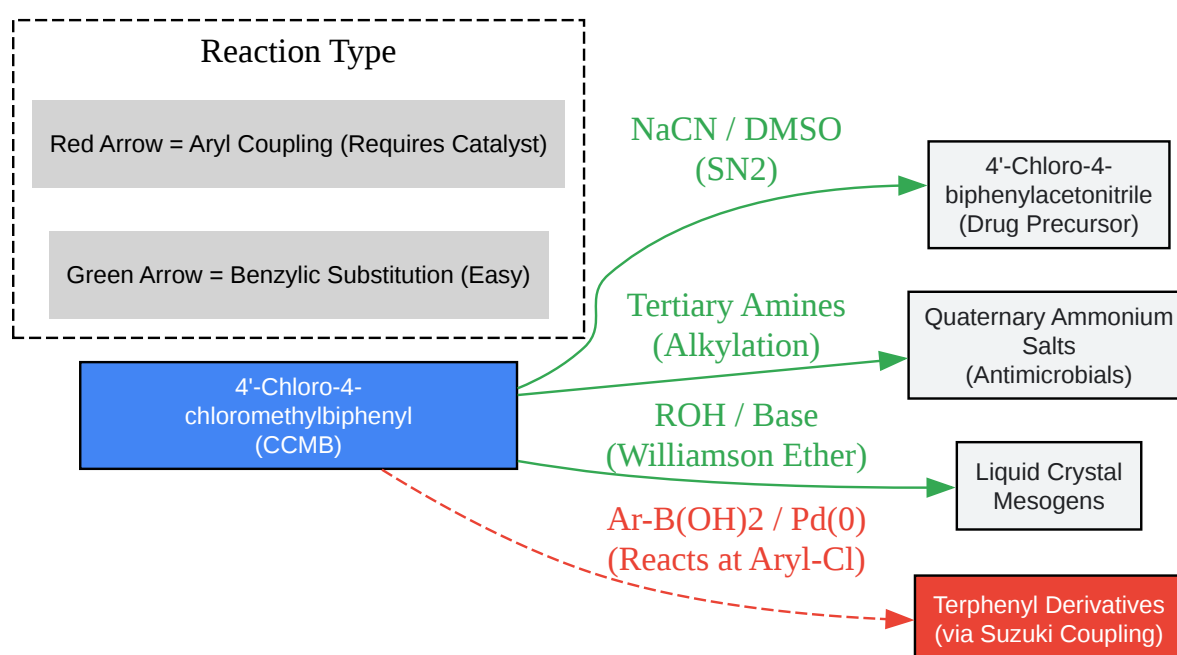 Reaction Type
Red Arrow = Aryl Coupling (Requires Catalyst)
Green Arrow = Benzylic Substitution (Easy)
4'-Chloro-4-
chloromethylbiphenyl
(CCMB)
NaCN / DMSO
(SN2)
4'-Chloro-4-
biphenylacetonitrile
(Drug Precursor)
Tertiary Amines
(Alkylation)
Quaternary Ammonium
Salts
(Antimicrobials)
ROH / Base
(Williamson Ether)
Liquid Crystal
Mesogens
Ar-B(OH)2 / Pd(0)
(Reacts at Aryl-Cl)
Terphenyl Derivatives
(via Suzuki Coupling)